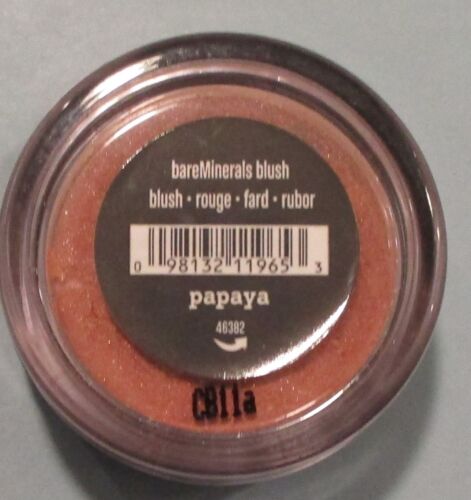 bareMinerals blush
blush • rouge • fard • rubor
0 98132 11965 3
papaya
46382
CB11a